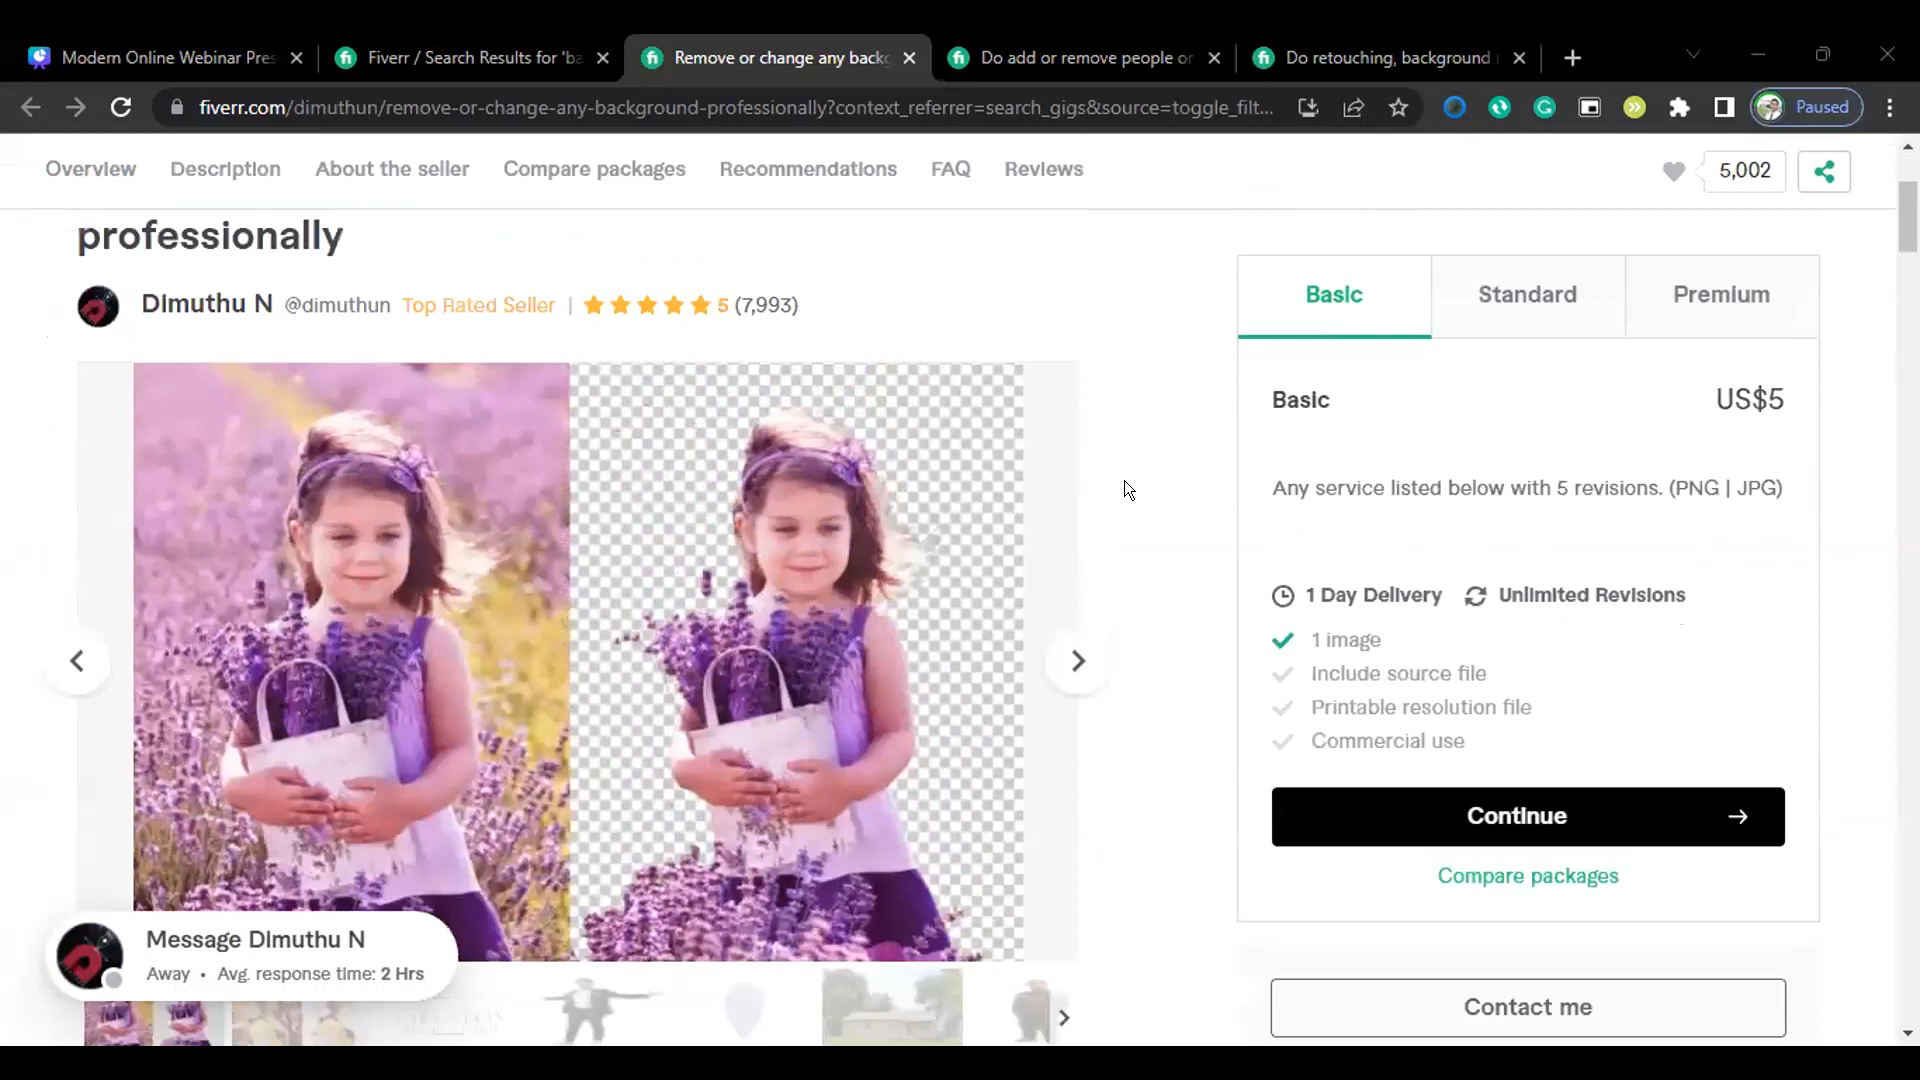 Modern Online Webinar Pres
Fiverr / Search Results for 'ba
Remove or change any backg
Do add or remove people or
Do retouching, background r
fiverr.com/dimuthun/remove-or-change-any-background-professionally?context_referrer=search_gigs&source=toggle_filt...
Paused
Overview
Description
About the seller
Compare packages
Recommendations
FAQ
Reviews
5,002
professionally
Dimuthu N @dimuthun Top Rated Seller | 5 (7,993)
Basic
Standard
Premium
Basic
US$5
Any service listed below with 5 revisions. (PNG | JPG)
1 Day Delivery
Unlimited Revisions
1 image
Include source file
Printable resolution file
Commercial use
Continue
Compare packages
Message Dimuthu N
Away • Avg. response time: 2 Hrs
Contact me